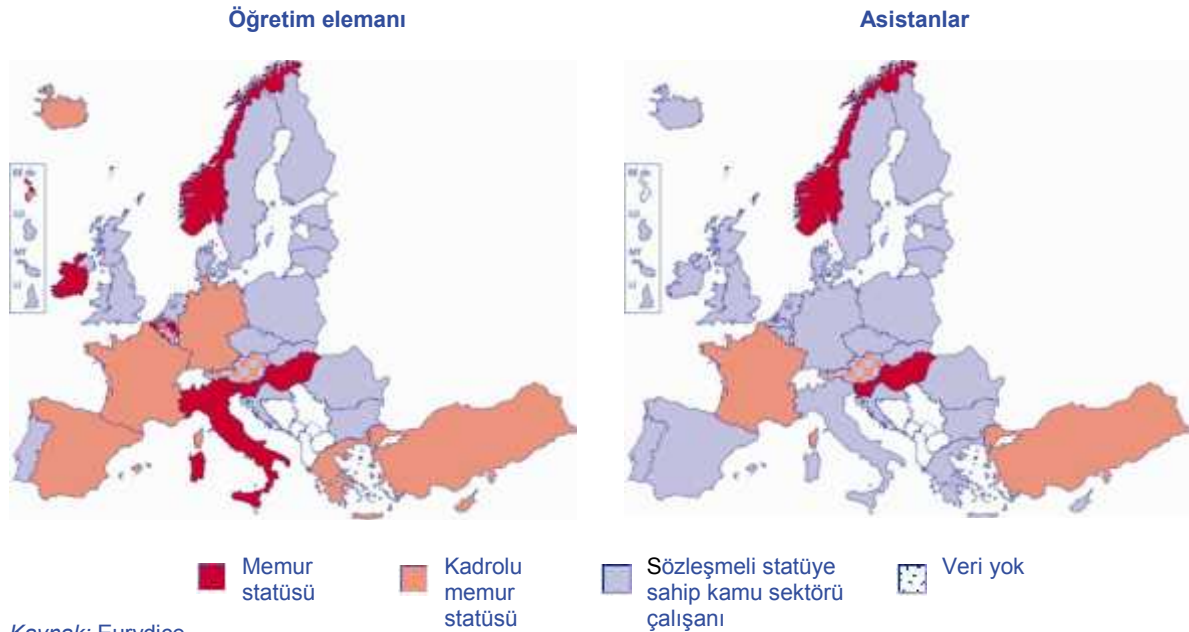 Öğretim elemanı
Asistanlar
Memur
statüsü
Kadrolu
memur
statüsü
Sözleşmeli statüye
sahip kamu sektörü
çalışanı
Veri yok
Kaynak: Eurydice